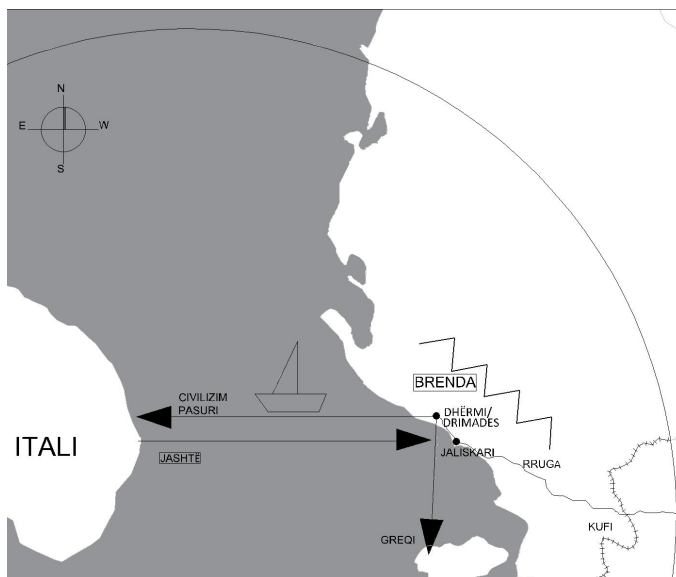 N
E
W
S
BRENDA
CIVILIZIM
PASURI
DHËRMI/
DRIMADES
ITALI
JASHTË
JALISKARI
RRUGA
KUFI
GREQI